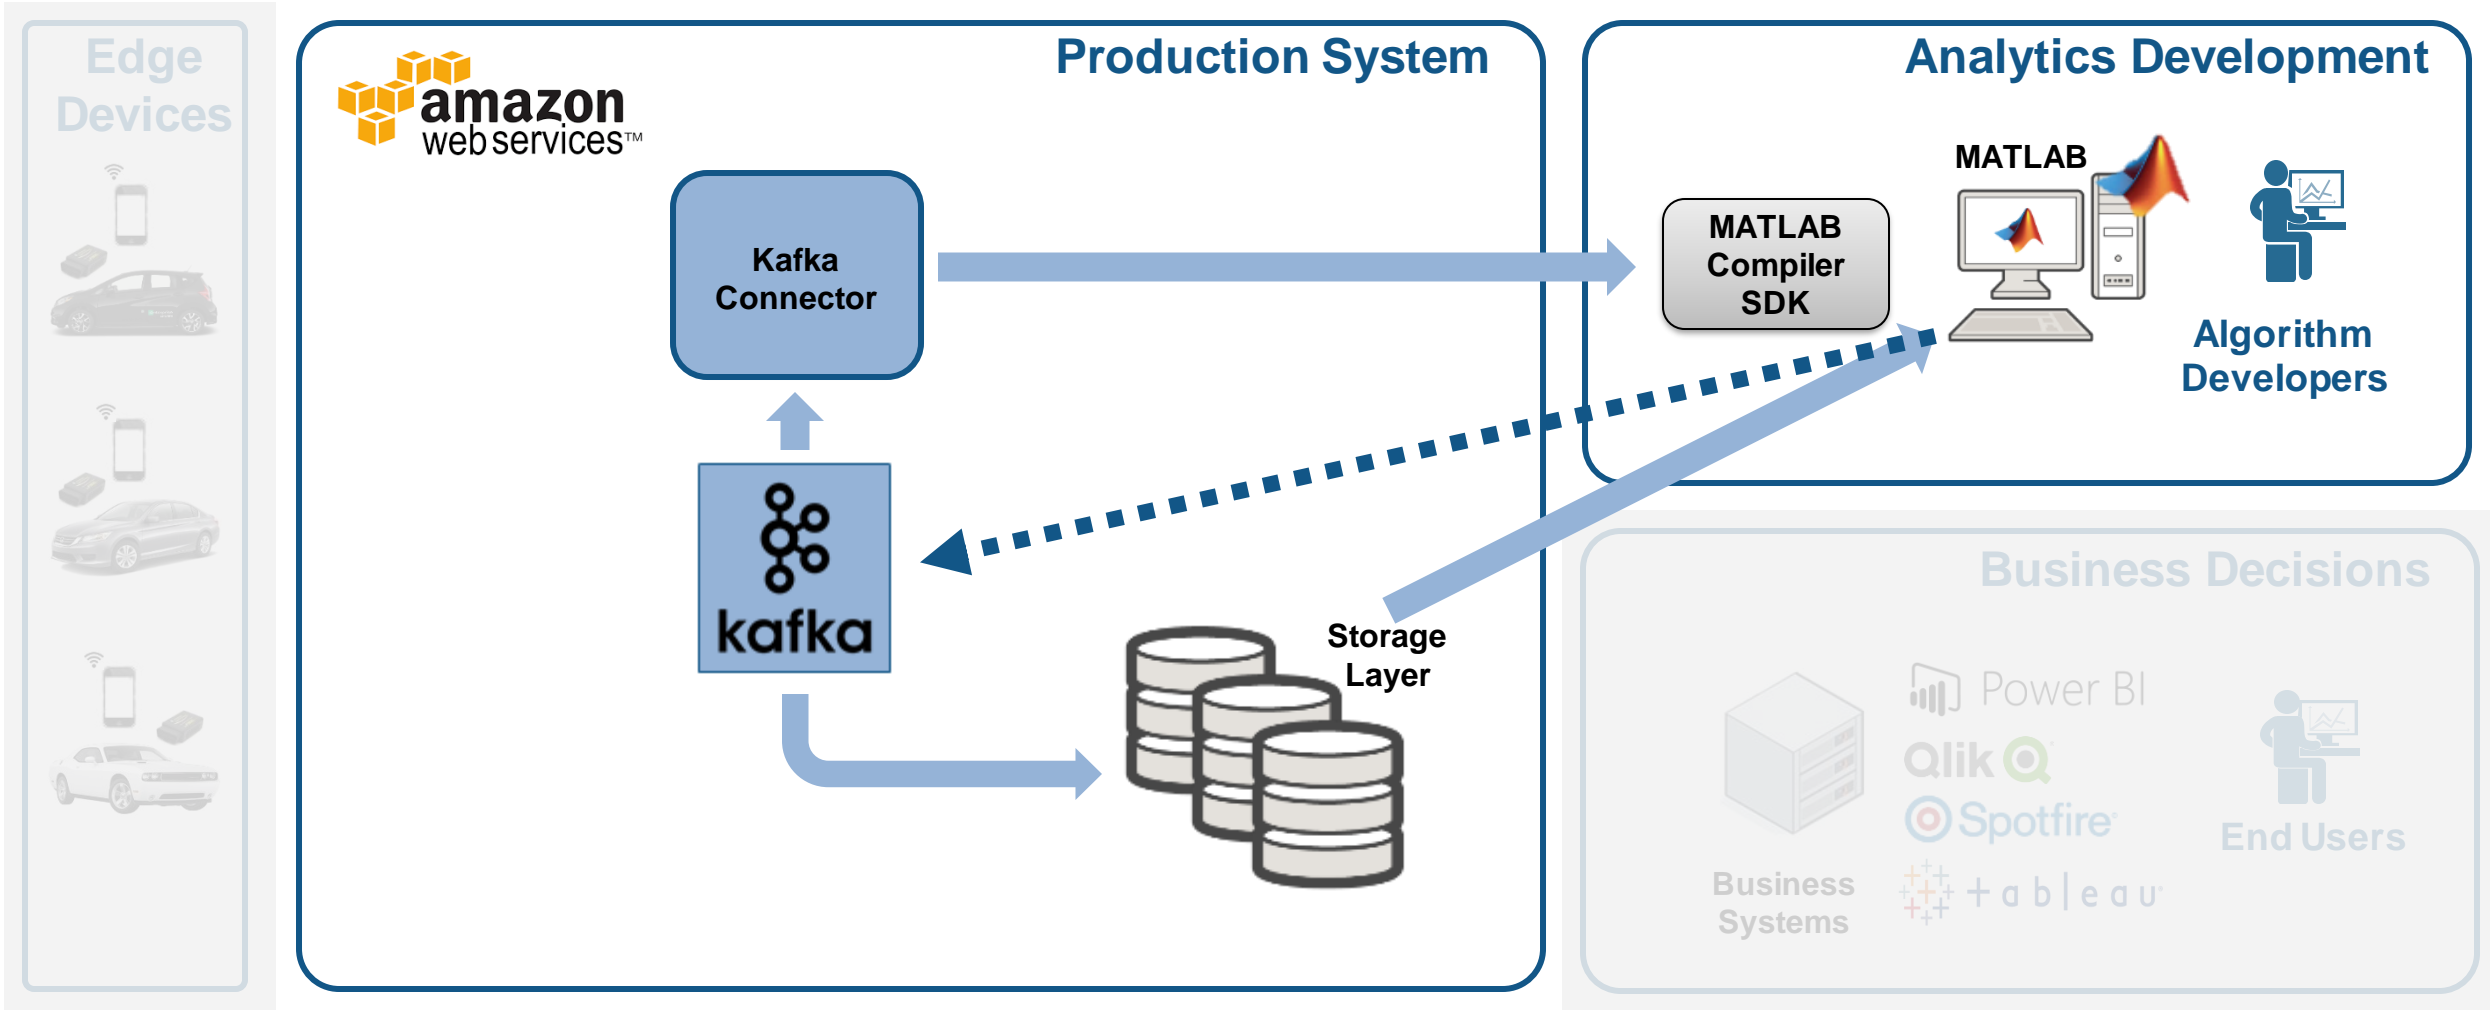 Edge
Devices
amazon
web services™
Production System
Kafka
Connector
kafka
Storage
Layer
Analytics Development
MATLAB
MATLAB
Compiler
SDK
Algorithm
Developers
Business Decisions
Power BI
Qlik
Spotfire
+ableau
Business
Systems
End Users